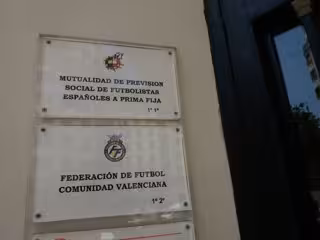 MUTUALIDAD DE PREVISION
SOCIAL DE FUTBOLISTAS
ESPAÑOLES A PRIMA FIJA
1º 1ª
FEDERACIÓN DE FUTBOL
COMUNIDAD VALENCIANA
1º 2ª